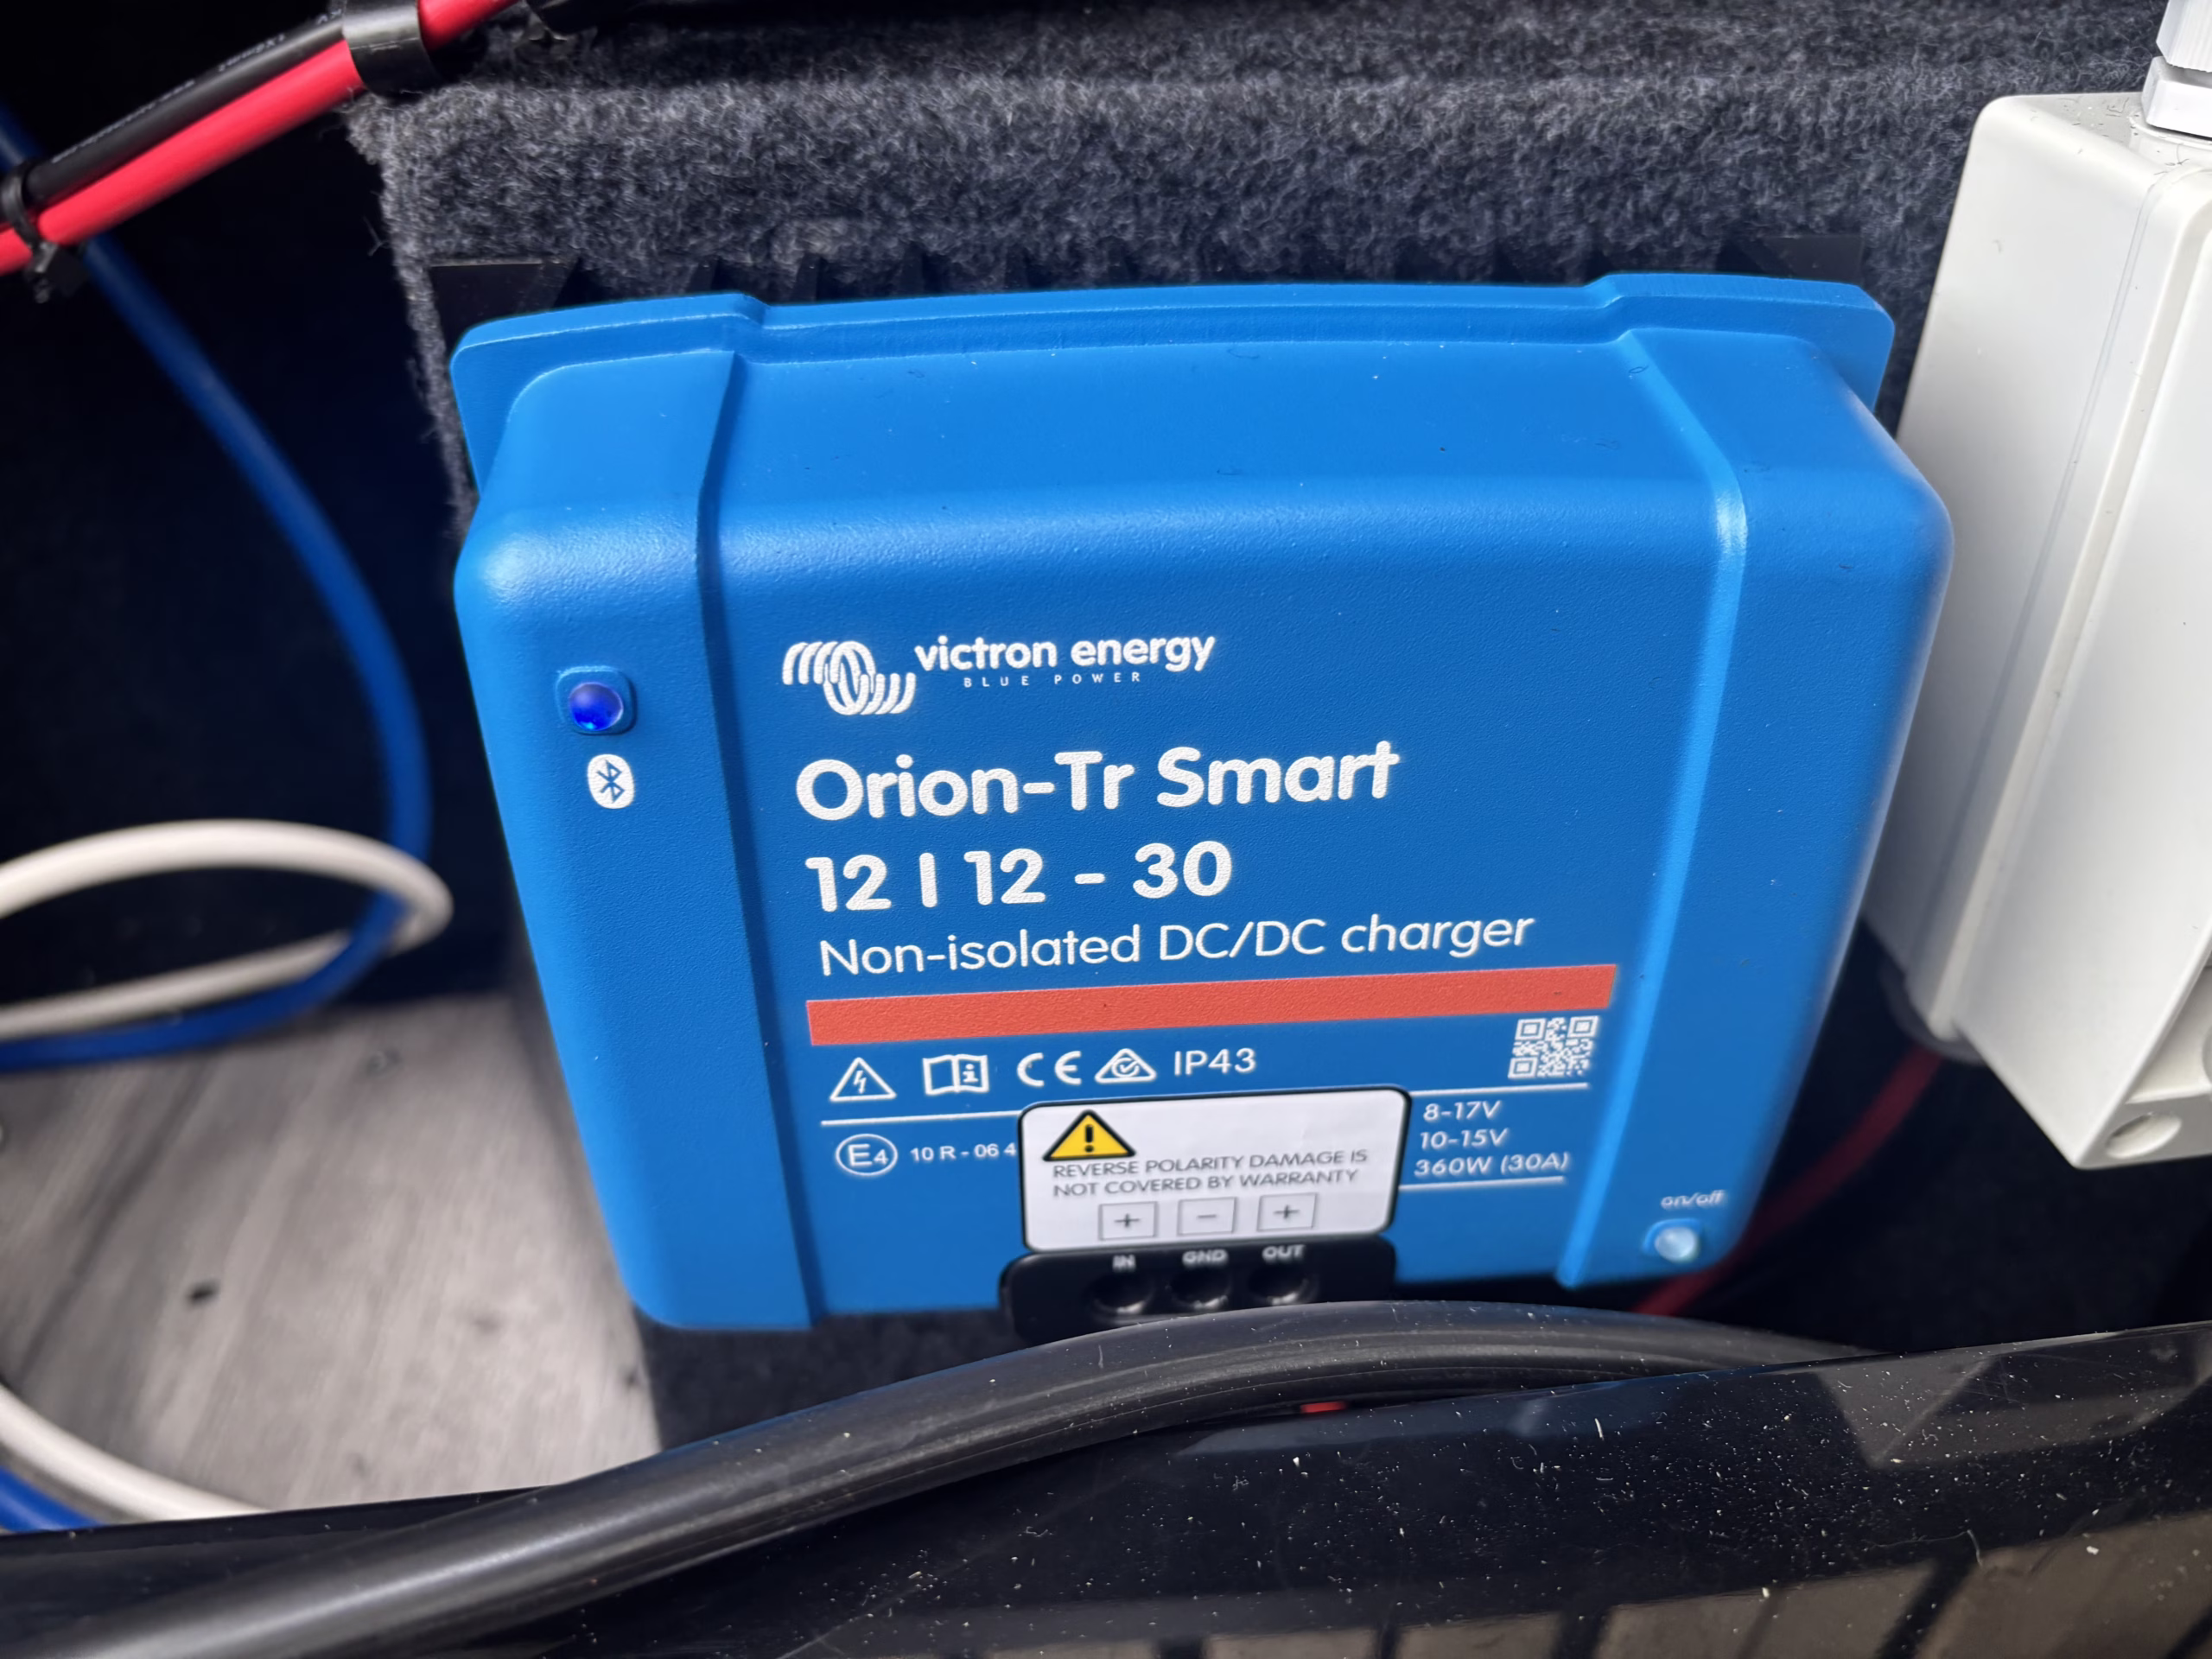 victron energy
BLUE POWER
Orion-Tr Smart
12 | 12 - 30
Non-isolated DC/DC charger
CE IP43
E4 10 R - 06 4
8-17V
10-15V
360W (30A)
REVERSE POLARITY DAMAGE IS
NOT COVERED BY WARRANTY
+ - +
IN GND OUT
on/off